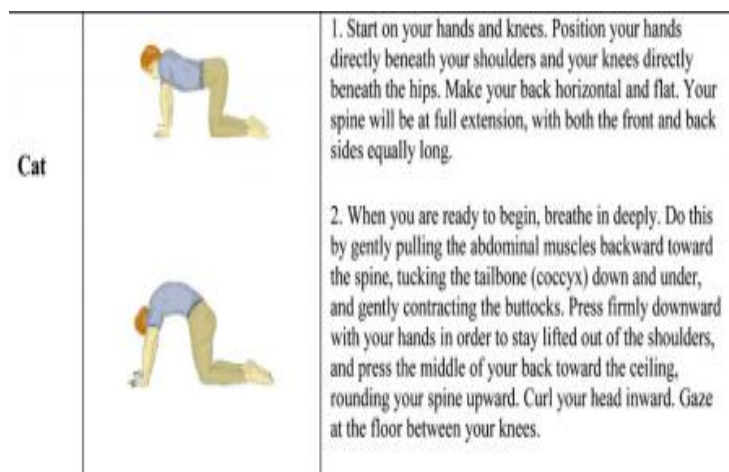 Cat
1. Start on your hands and knees. Position your hands
directly beneath your shoulders and your knees directly
beneath the hips. Make your back horizontal and flat. Your
spine will be at full extension, with both the front and back
sides equally long.
2. When you are ready to begin, breathe in deeply. Do this
by gently pulling the abdominal muscles backward toward
the spine, tucking the tailbone (coccyx) down and under,
and gently contracting the buttocks. Press firmly downward
with your hands in order to stay lifted out of the shoulders,
and press the middle of your back toward the ceiling,
rounding your spine upward. Curl your head inward. Gaze
at the floor between your knees.